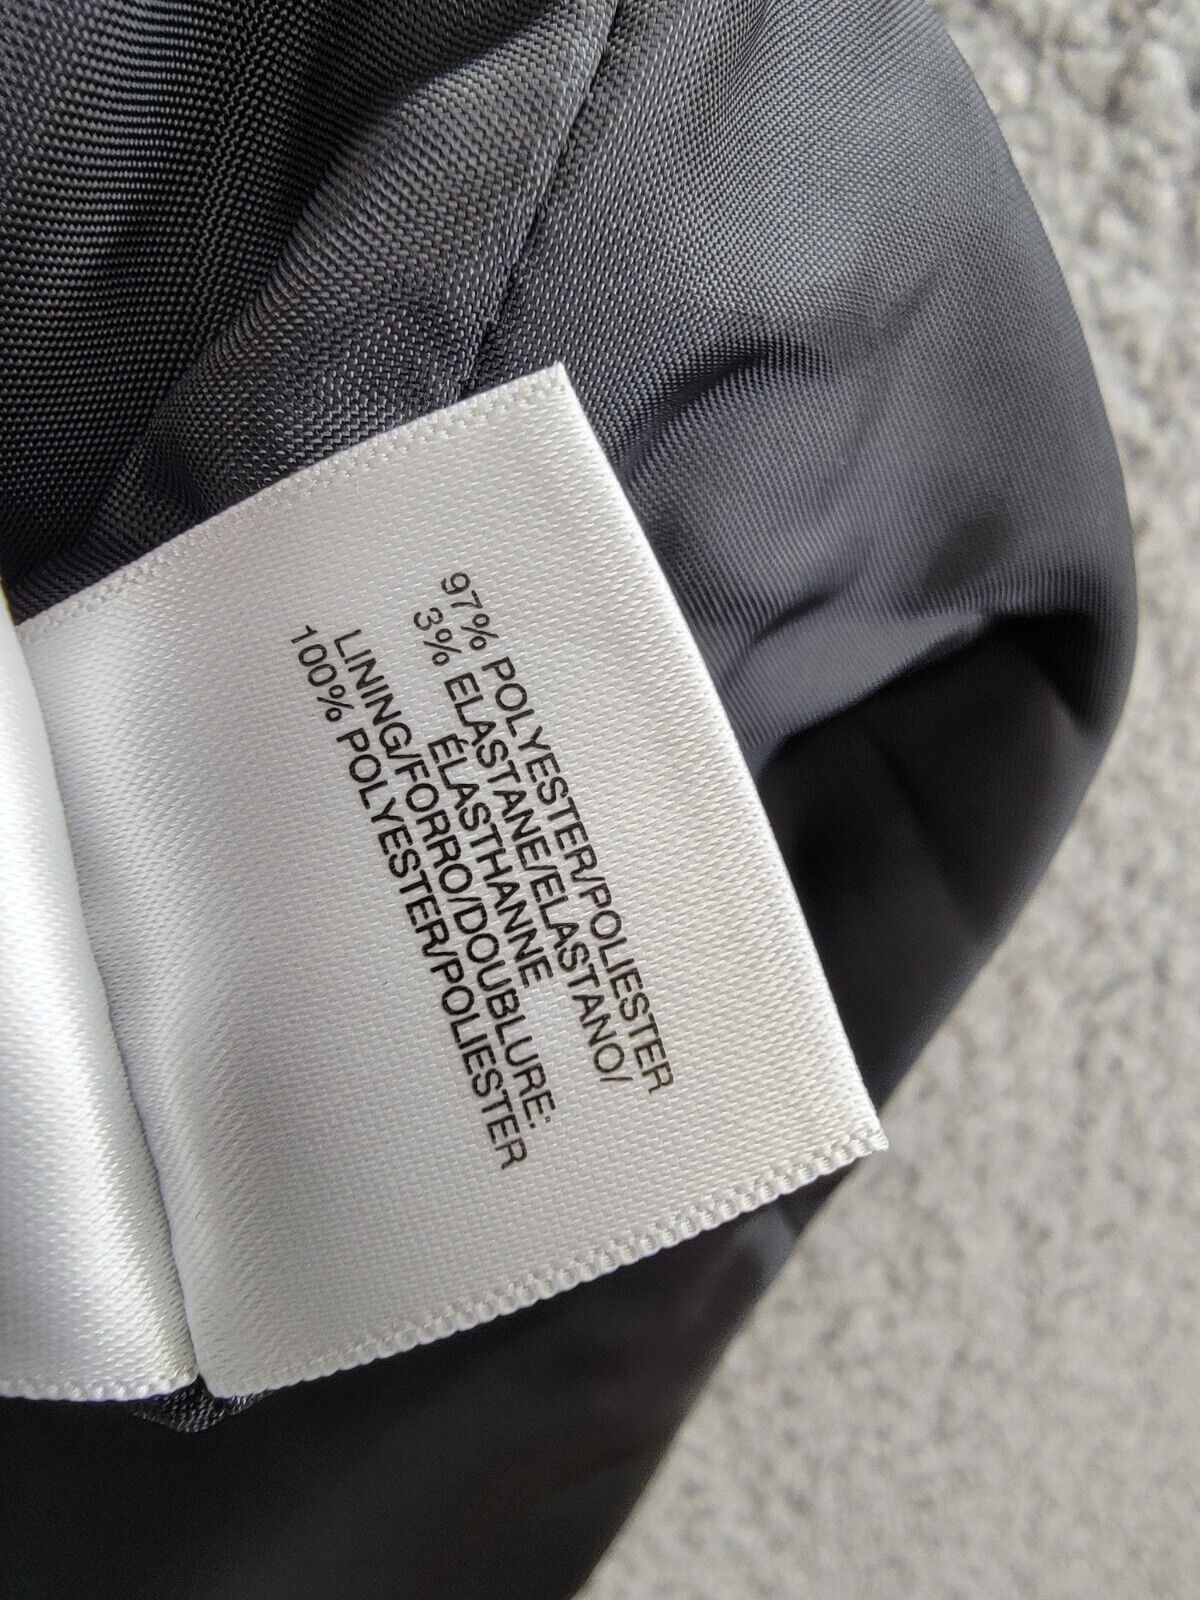 97% POLYESTER/POLIESTER
3% ELASTANE/ELASTANO/
ÉLASTHANNE
LINING/FORRO/DOUBLURE:
100% POLYESTER/POLIESTER